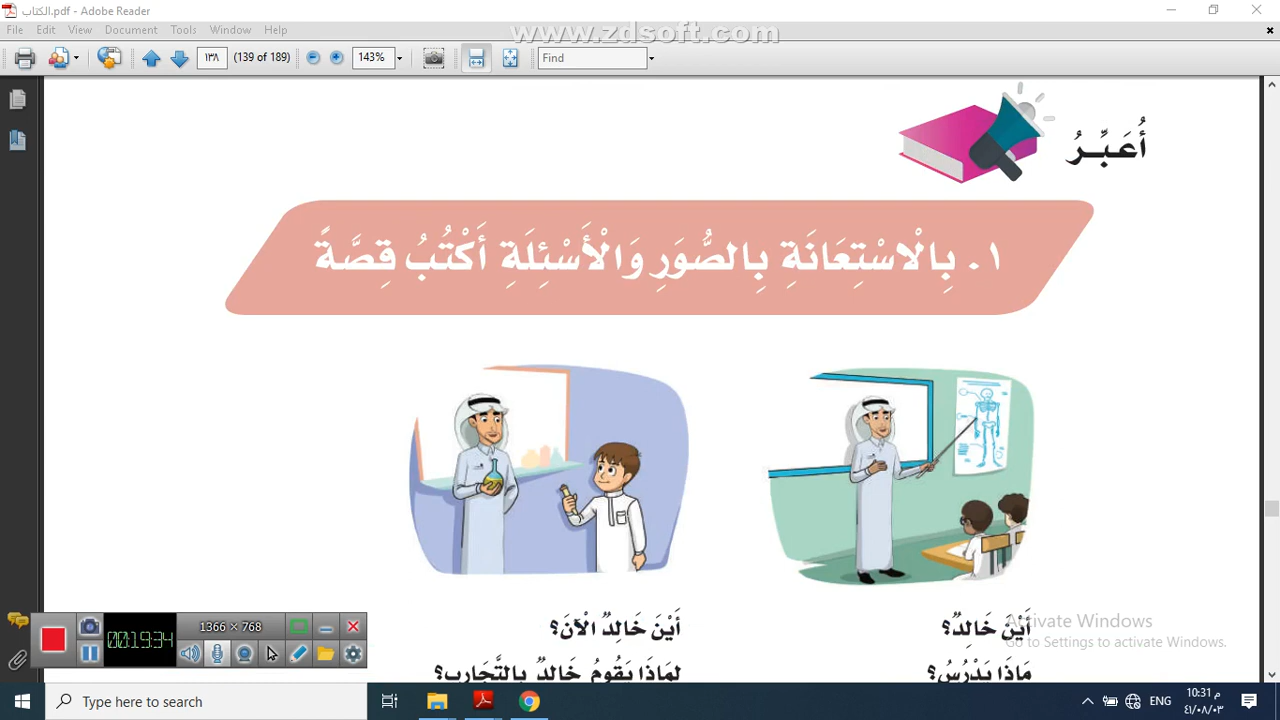 الكتاب.pdf - Adobe Reader
File Edit View Document Tools Window Help
www.zdsoft.com
١٣٨ (139 of 189) 143% Find
أُعَـبِّـرُ
١. بِالْاسْتِعَانَةِ بِالصُّوَرِ وَالْأَسْئِلَةِ أَكْتُبُ قِصَّةً
أَيْنَ خَالِدٌ؟
مَاذَا يَدْرُسُ؟
أَيْنَ خَالِدٌ الْآنَ؟
لِمَاذَا يَقُومُ خَالِدٌ بِالتَّجَارِبِ؟
Activate Windows
Go to Settings to activate Windows.
00:19:34
1366 × 768
Type here to search
ENG
10:31 م
٤١/٠٨/٠٣